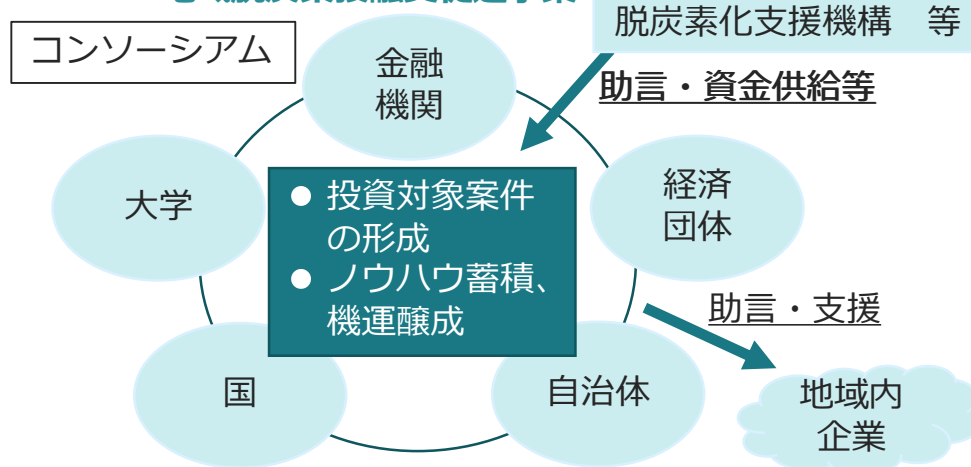 脱炭素化支援機構　等
コンソーシアム
金融
機関
助言・資金供給等
大学
● 投資対象案件
の形成
● ノウハウ蓄積、
機運醸成
経済
団体
助言・支援
国
自治体
地域内
企業